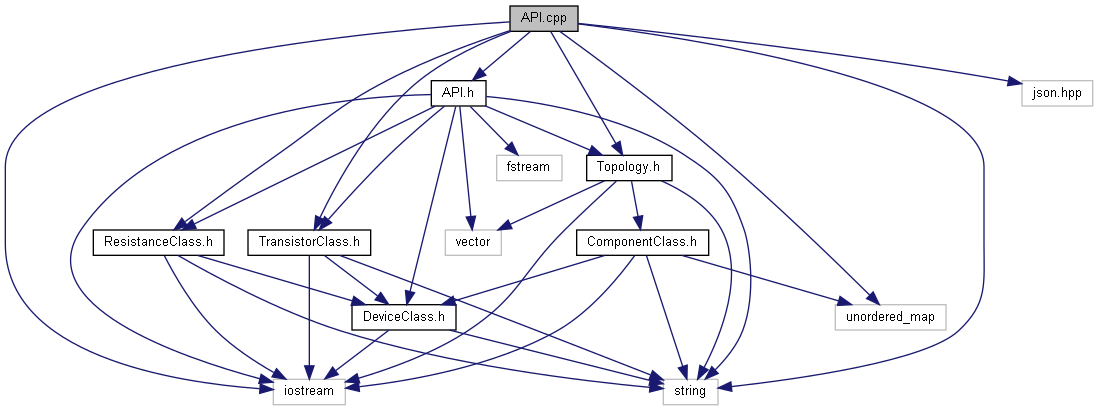 API.cpp
API.h
json.hpp
fstream
Topology.h
ResistanceClass.h
TransistorClass.h
vector
ComponentClass.h
DeviceClass.h
unordered_map
iostream
string